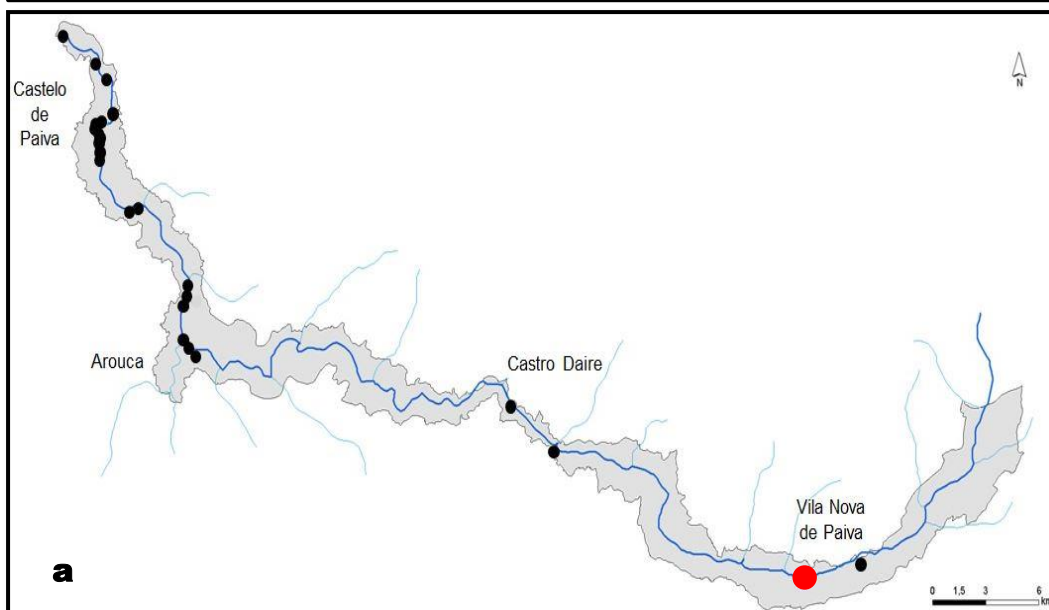 N
Castelo
de
Paiva
Arouca
Castro Daire
Vila Nova
de Paiva
a
0 1,5 3 6
km